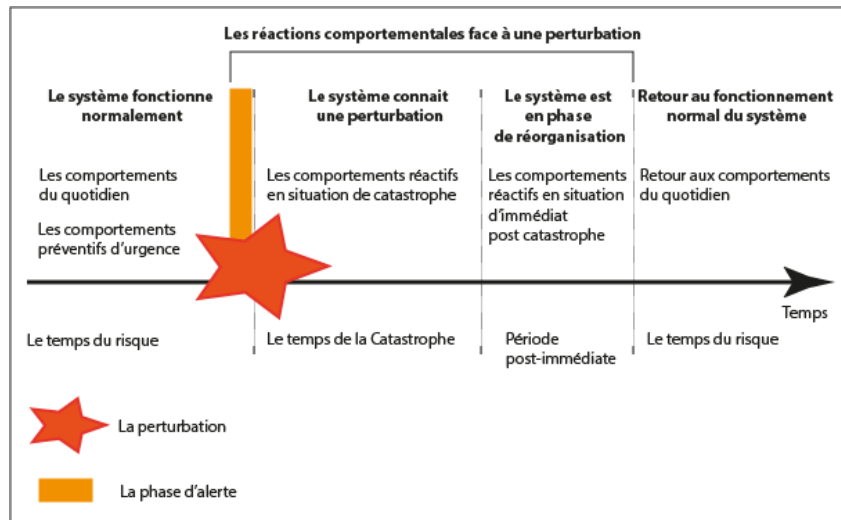 Les réactions comportementales face à une perturbation
Le système fonctionne
normalement
Le système connait
une perturbation
Le système est
en phase
de réorganisation
Retour au fonctionnement
normal du système
Les comportements
du quotidien
Les comportements
préventifs d'urgence
Les comportements réactifs
en situation de catastrophe
Les comportements
réactifs en situation
d'immédiat
post catastrophe
Retour aux comportements
du quotidien
Temps
Le temps du risque
Le temps de la Catastrophe
Période
post-immédiate
Le temps du risque
La perturbation
La phase d'alerte